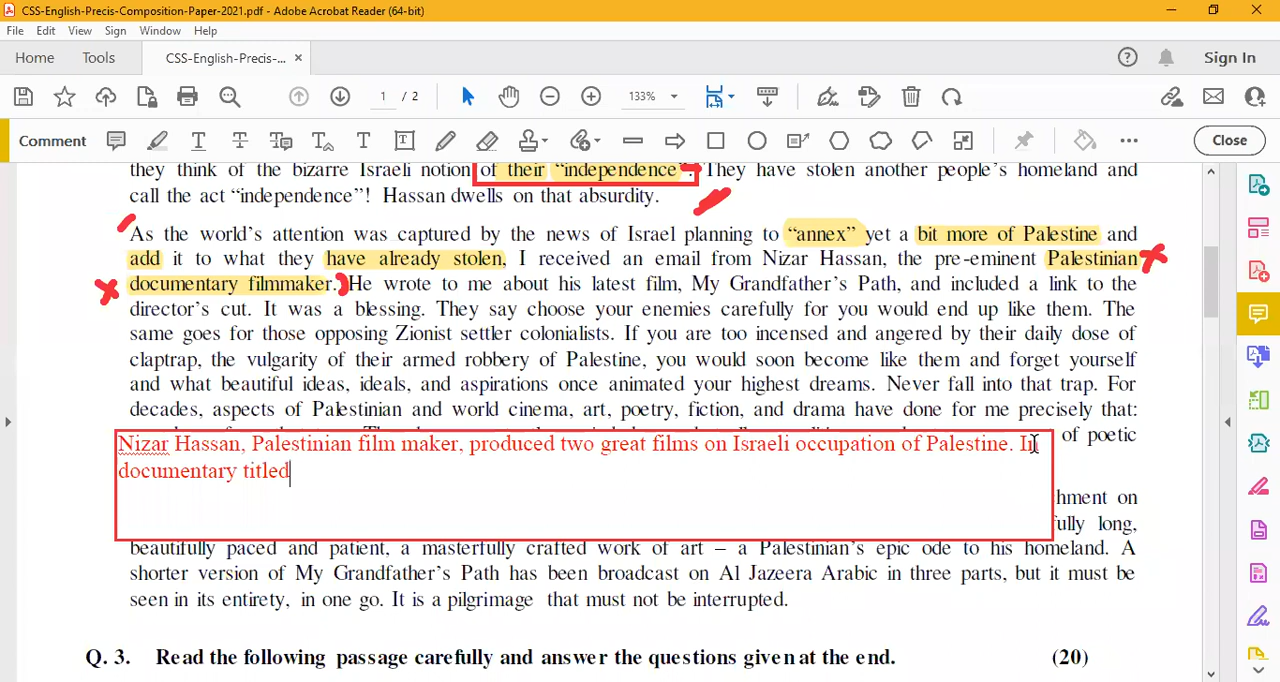 CSS-English-Precis-Composition-Paper-2021.pdf - Adobe Acrobat Reader (64-bit)
File Edit View Sign Window Help
Home Tools CSS-English-Precis-... × Sign In
1 / 2 133%
Comment Close
they think of the bizarre Israeli notion of their “independence”! They have stolen another people’s homeland and
call the act “independence”! Hassan dwells on that absurdity.
As the world’s attention was captured by the news of Israel planning to “annex” yet a bit more of Palestine and
add it to what they have already stolen, I received an email from Nizar Hassan, the pre-eminent Palestinian
documentary filmmaker. He wrote to me about his latest film, My Grandfather’s Path, and included a link to the
director’s cut. It was a blessing. They say choose your enemies carefully for you would end up like them. The
same goes for those opposing Zionist settler colonialists. If you are too incensed and angered by their daily dose of
claptrap, the vulgarity of their armed robbery of Palestine, you would soon become like them and forget yourself
and what beautiful ideas, ideals, and aspirations once animated your highest dreams. Never fall into that trap. For
decades, aspects of Palestinian and world cinema, art, poetry, fiction, and drama have done for me precisely that:
of poetic
Nizar Hassan, Palestinian film maker, produced two great films on Israeli occupation of Palestine. In
documentary titled
hment on
fully long,
beautifully paced and patient, a masterfully crafted work of art – a Palestinian’s epic ode to his homeland. A
shorter version of My Grandfather’s Path has been broadcast on Al Jazeera Arabic in three parts, but it must be
seen in its entirety, in one go. It is a pilgrimage that must not be interrupted.
Q. 3. Read the following passage carefully and answer the questions given at the end. (20)